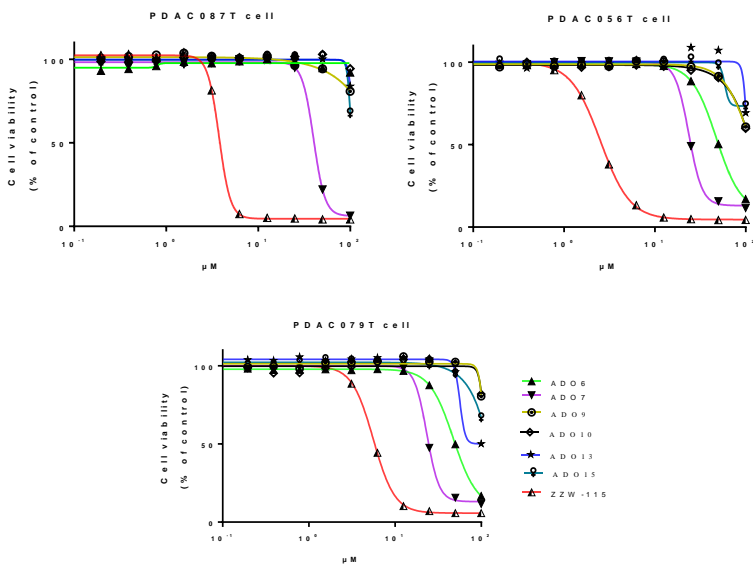 PDAC087T cell
PDAC056T cell
Cell viability
(% of control)
100
50
0
10⁻¹ 10⁰ 10¹ 10²
µM
Cell viability
(% of control)
100
50
0
10⁻¹ 10⁰ 10¹ 10²
µM
PDAC079T cell
Cell viability
(% of control)
100
50
0
10⁻¹ 10⁰ 10¹ 10²
µM
ADO6
ADO7
ADO9
ADO10
ADO13
ADO15
ZZW-115